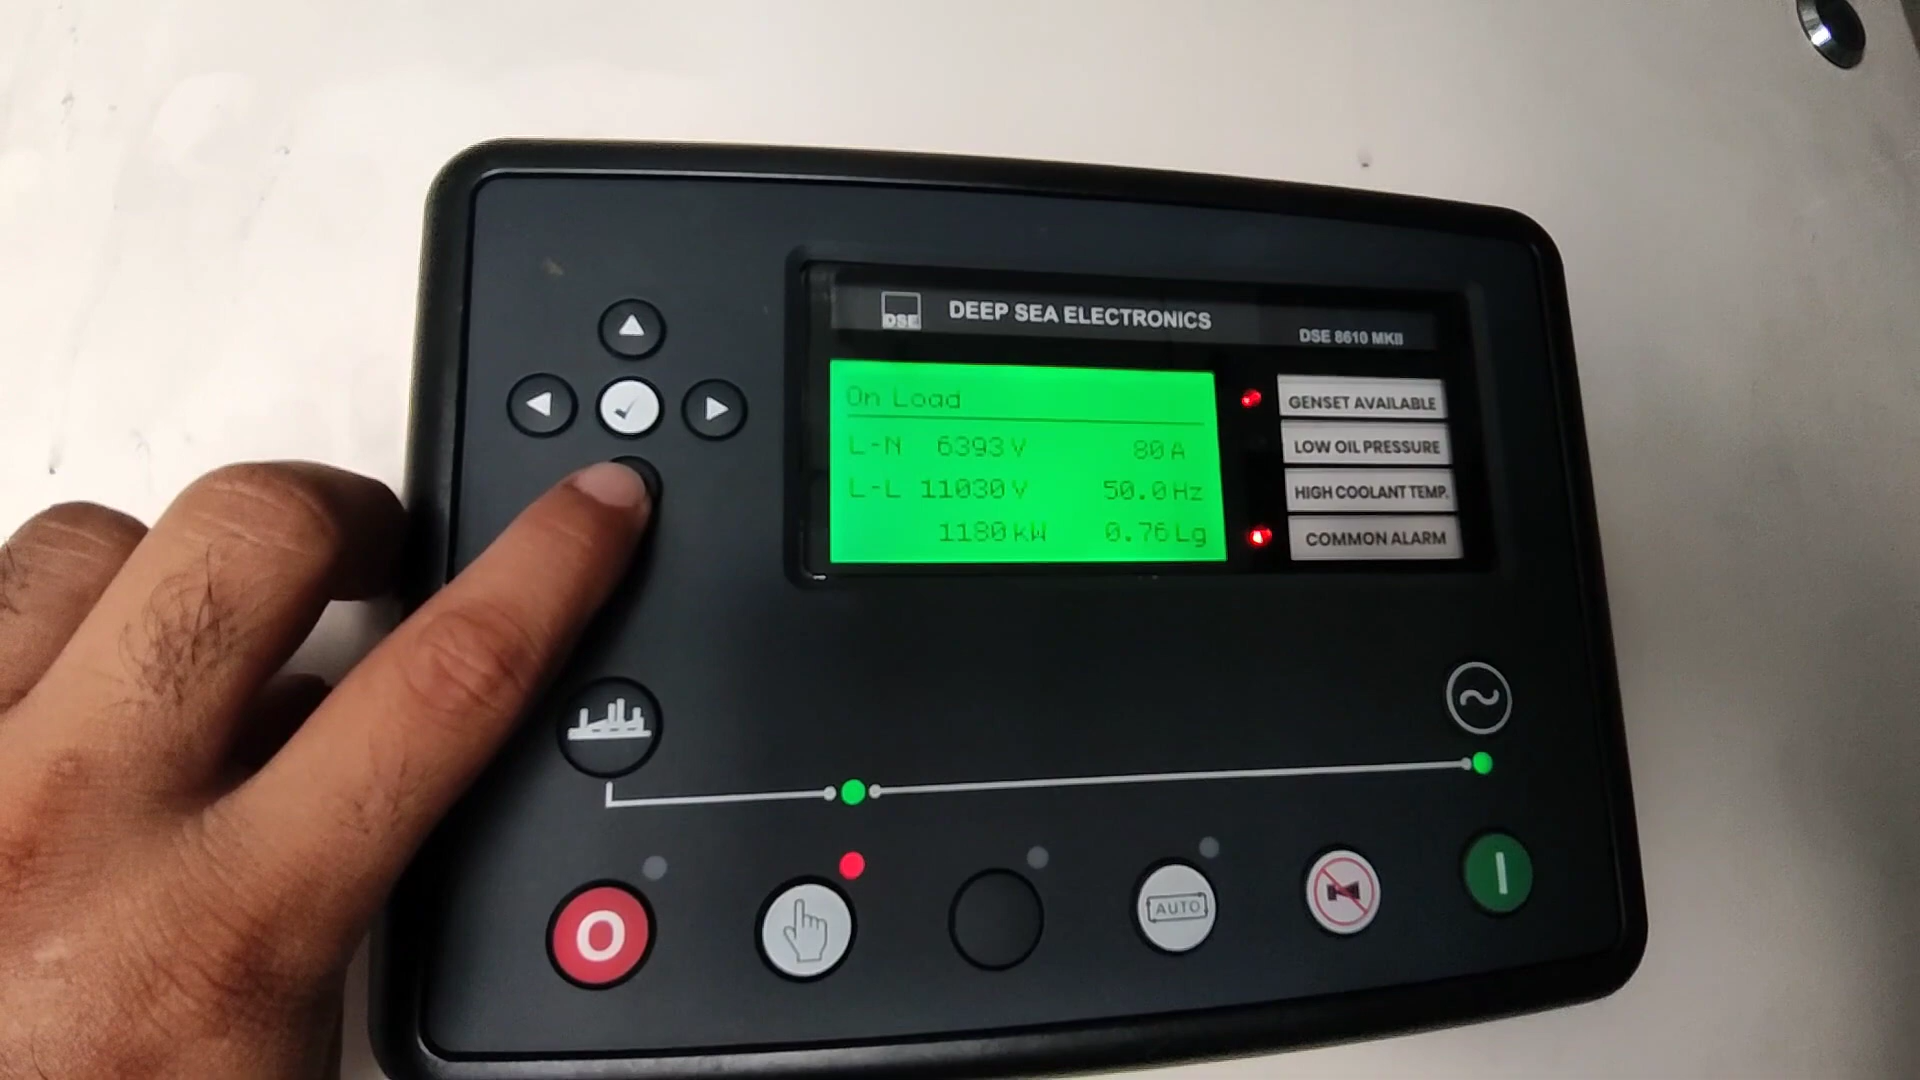 DSE DEEP SEA ELECTRONICS
DSE 8610 MKII
On Load
L-N 6393 V 80 A
L-L 11030 V 50.0 Hz
1180 kW 0.76 Lg
GENSET AVAILABLE
LOW OIL PRESSURE
HIGH COOLANT TEMP.
COMMON ALARM
O
AUTO
I